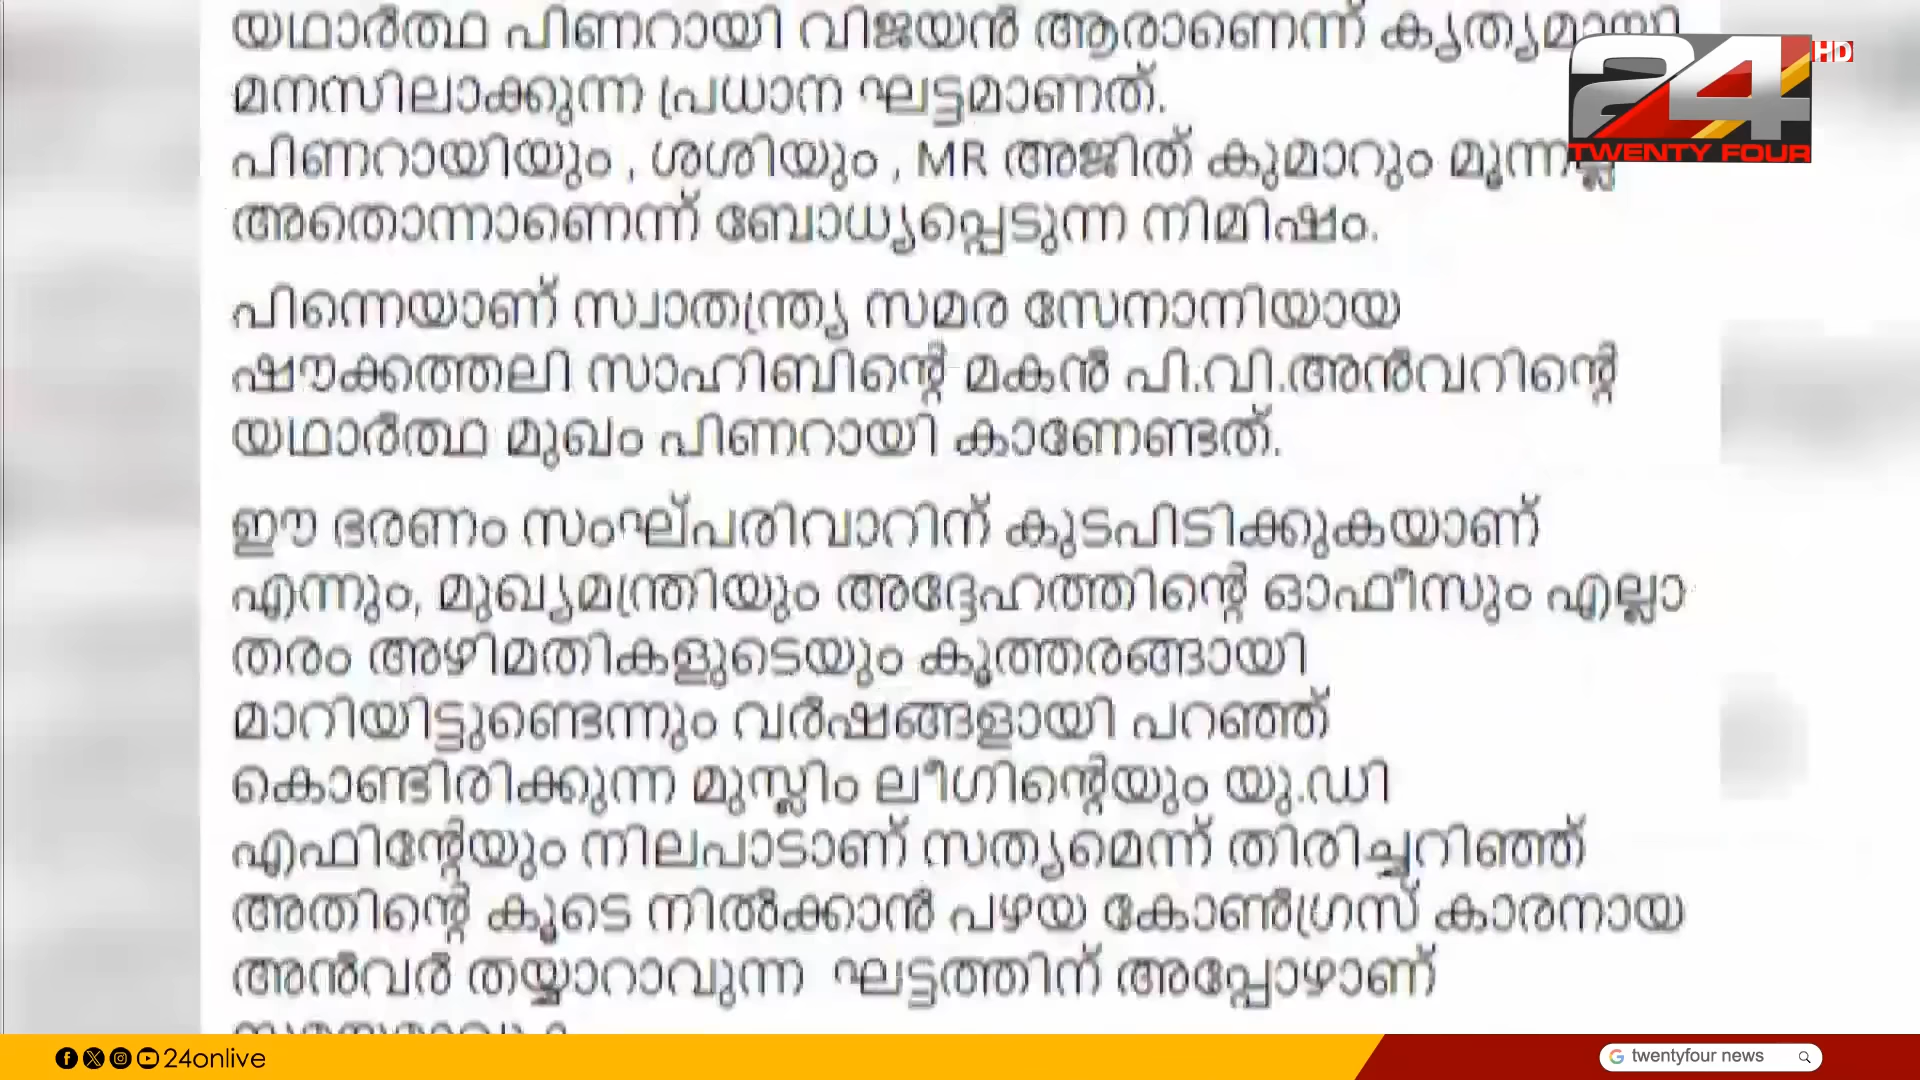 യഥാർത്ഥ പിണറായി വിജയൻ ആരാണെന്ന് കൃത്യമായി
മനസിലാക്കുന്ന പ്രധാന ഘട്ടമാണത്.
പിണറായിയും , ശശിയും , MR അജിത് കുമാറും മൂന്നല്ല
അതൊന്നാണെന്ന് ബോധ്യപ്പെടുന്ന നിമിഷം.
പിന്നെയാണ് സ്വാതന്ത്ര്യ സമര സേനാനിയായ
ഷൗക്കത്തലി സാഹിബിന്റെ മകൻ പി.വി.അൻവറിന്റെ
യഥാർത്ഥ മുഖം പിണറായി കാണേണ്ടത്.
ഈ ഭരണം സംഘ്പരിവാറിന് കുടപിടിക്കുകയാണ്
എന്നും, മുഖ്യമന്ത്രിയും അദ്ദേഹത്തിന്റെ ഓഫീസും എല്ലാ
തരം അഴിമതികളുടെയും കൂത്തരങ്ങായി
മാറിയിട്ടുണ്ടെന്നും വർഷങ്ങളായി പറഞ്ഞ്
കൊണ്ടിരിക്കുന്ന മുസ്ലിം ലീഗിന്റെയും യു.ഡി
എഫിന്റേയും നിലപാടാണ് സത്യമെന്ന് തിരിച്ചറിഞ്ഞ്
അതിന്റെ കൂടെ നിൽക്കാൻ പഴയ കോൺഗ്രസ് കാരനായ
അൻവർ തയ്യാറാവുന്ന ഘട്ടത്തിന് അപ്പോഴാണ്
24 HD
TWENTY FOUR
24onlive
twentyfour news